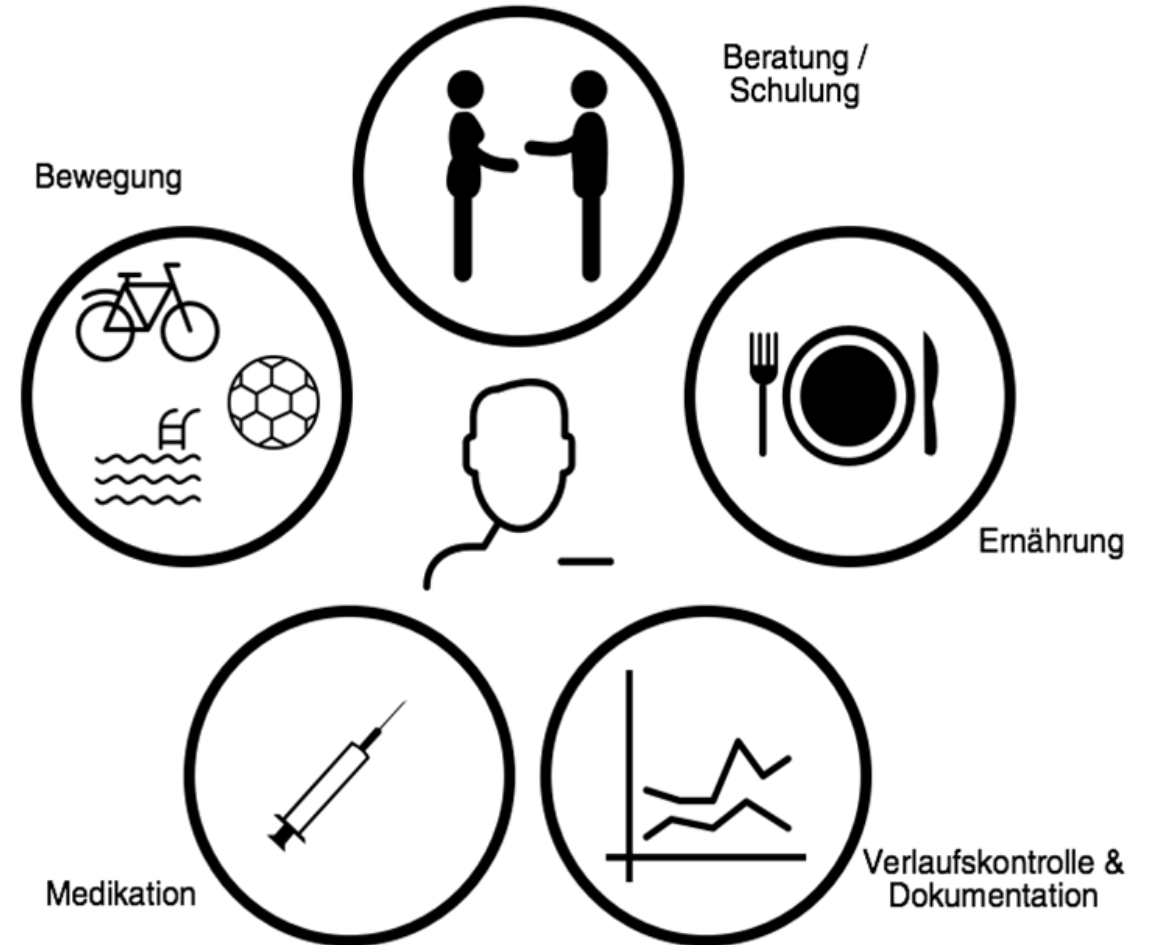 Beratung /
Schulung
Bewegung
Ernährung
Medikation
Verlaufskontrolle &
Dokumentation